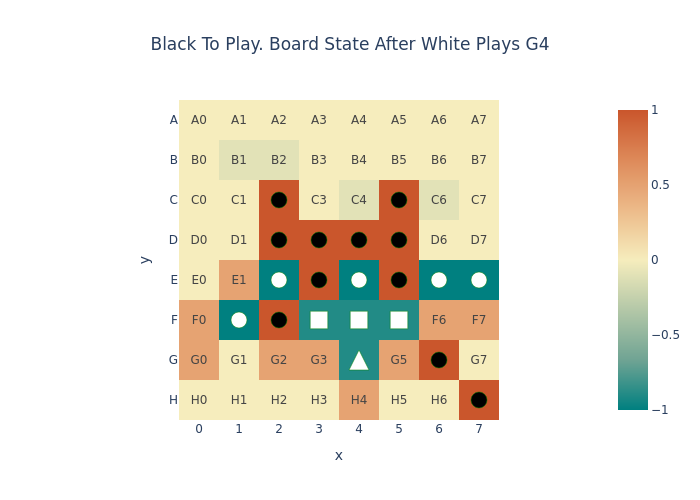 Black To Play. Board State After White Plays G4
A A0 A1 A2 A3 A4 A5 A6 A7
B B0 B1 B2 B3 B4 B5 B6 B7
C C0 C1 C3 C4 C6 C7
D D0 D1 D6 D7
E E0 E1
F F0 F6 F7
G G0 G1 G2 G3 G5 G7
H H0 H1 H2 H3 H4 H5 H6
0 1 2 3 4 5 6 7
x
y
1
0.5
0
−0.5
−1